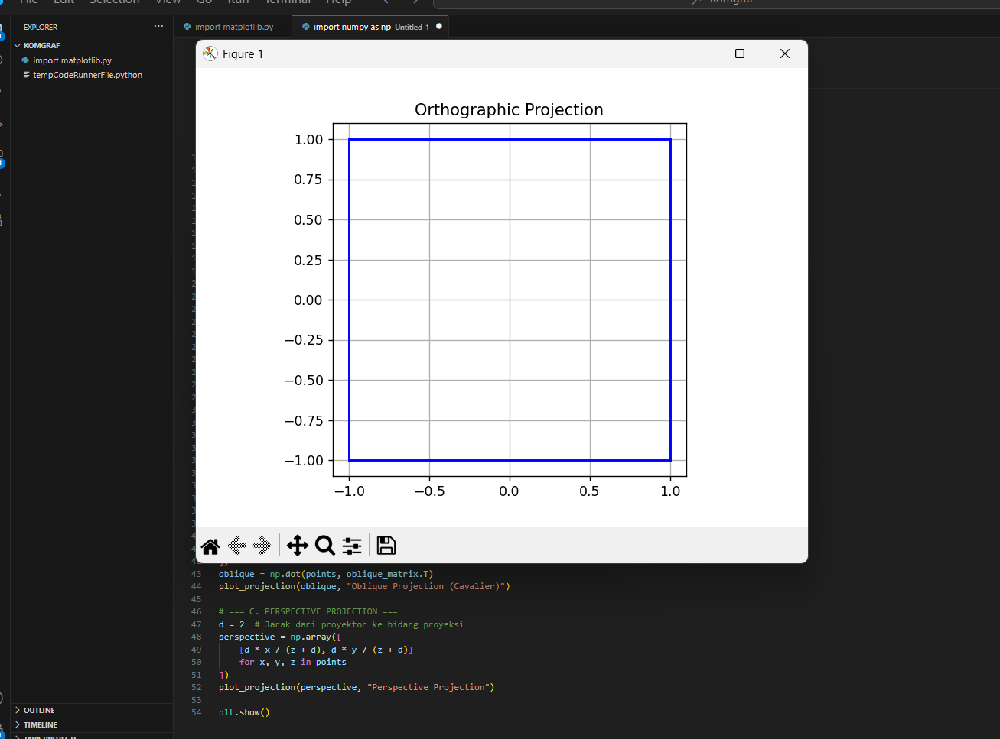 File Edit Selection View Go Run Terminal Help
Komgraf
EXPLORER
import matplotlib.py
import numpy as np Untitled-1
KOMGRAF
import matplotlib.py
tempCodeRunnerFile.python
Figure 1
Orthographic Projection
1.00
0.75
0.50
0.25
0.00
−0.25
−0.50
−0.75
−1.00
−1.0 −0.5 0.0 0.5 1.0
43 oblique = np.dot(points, oblique_matrix.T)
44 plot_projection(oblique, "Oblique Projection (Cavalier)")
45
46 # === C. PERSPECTIVE PROJECTION ===
47 d = 2 # Jarak dari proyektor ke bidang proyeksi
48 perspective = np.array([
49 [d * x / (z + d), d * y / (z + d)]
50 for x, y, z in points
51 ])
52 plot_projection(perspective, "Perspective Projection")
53
54 plt.show()
OUTLINE
TIMELINE
JAVA PROJECTS